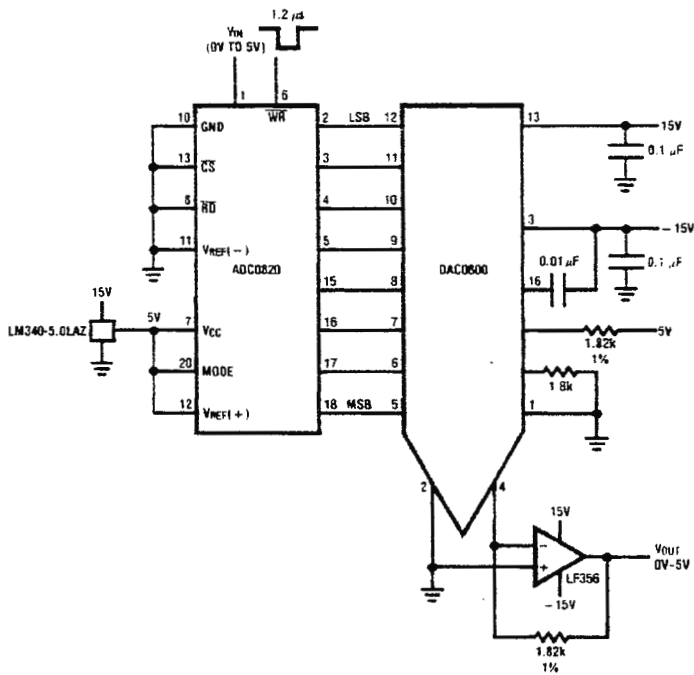 1.2 µs
VIN
(0V TO 5V)
1
6
WR
10
GND
2
LSB
12
13
15V
13
CS
3
11
0.1 µF
8
RD
4
10
11
VREF(-)
5
9
3
-15V
ADC0820
DAC0800
15
8
16
0.01 µF
0.1 µF
15V
LM340-5.0LAZ
5V
7
VCC
16
7
5V
1.82k
1%
20
MODE
17
6
1.8k
12
VREF(+)
18
MSB
5
1
2
4
15V
-
+
LF356
-15V
VOUT
0V-5V
1.82k
1%